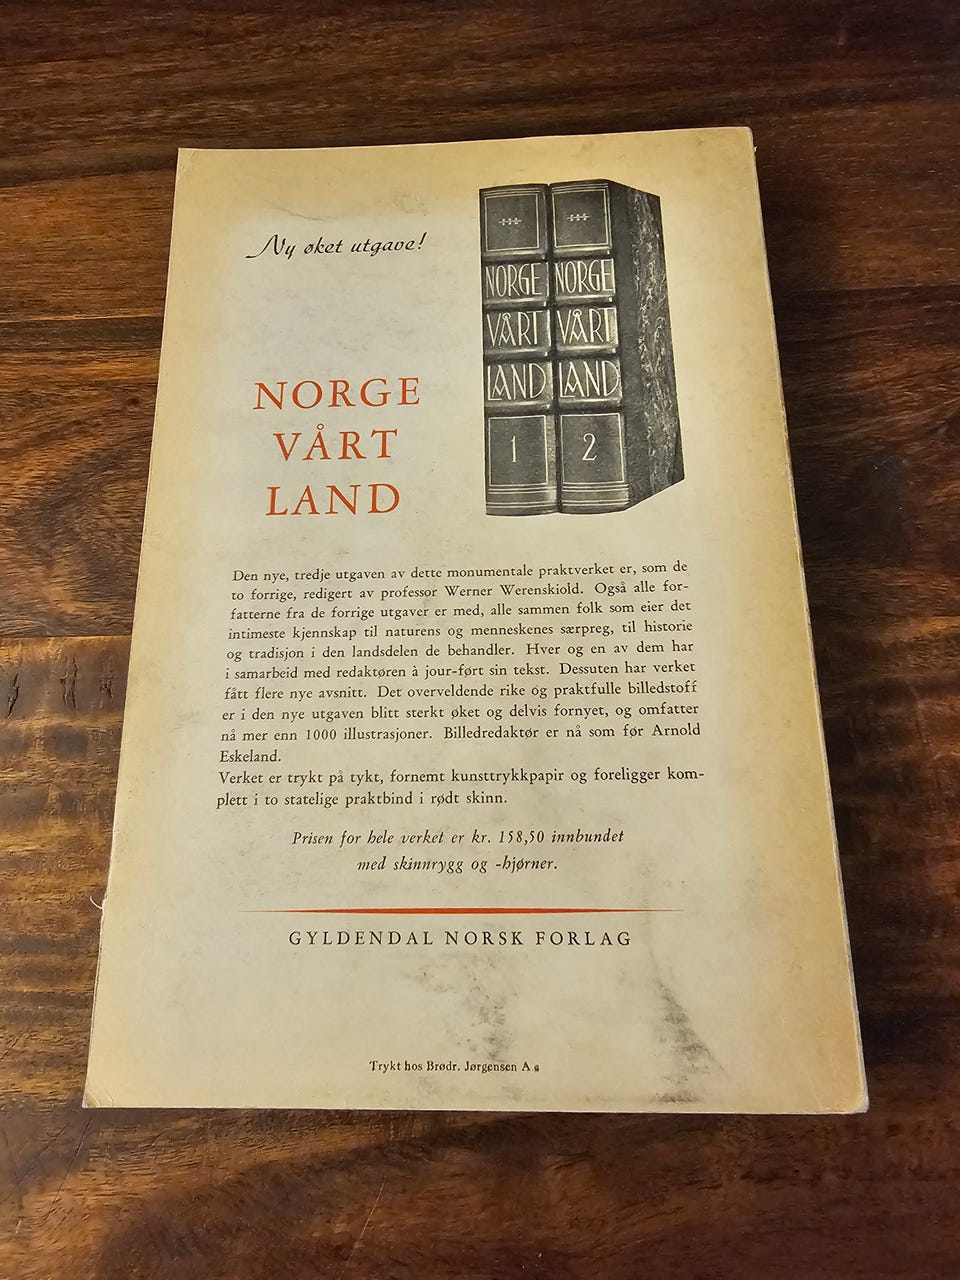 Ny øket utgave!
NORGE
VÅRT
LAND
NORGE
VÅRT
LAND
1
NORGE
VÅRT
LAND
2
Den nye, tredje utgaven av dette monumentale praktverket er, som de
to forrige, redigert av professor Werner Werenskiold. Også alle for-
fatterne fra de forrige utgaver er med, alle sammen folk som eier det
intimeste kjennskap til naturens og menneskenes særpreg, til historie
og tradisjon i den landsdelen de behandler. Hver og en av dem har
i samarbeid med redaktøren à jour-ført sin tekst. Dessuten har verket
fått flere nye avsnitt. Det overveldende rike og praktfulle billedstoff
er i den nye utgaven blitt sterkt øket og delvis fornyet, og omfatter
nå mer enn 1000 illustrasjoner. Billedredaktør er nå som før Arnold
Eskeland.
Verket er trykt på tykt, fornemt kunsttrykkpapir og foreligger kom-
plett i to statelige praktbind i rødt skinn.
Prisen for hele verket er kr. 158,50 innbundet
med skinnrygg og -hjørner.
GYLDENDAL NORSK FORLAG
Trykt hos Brødr. Jørgensen A.s